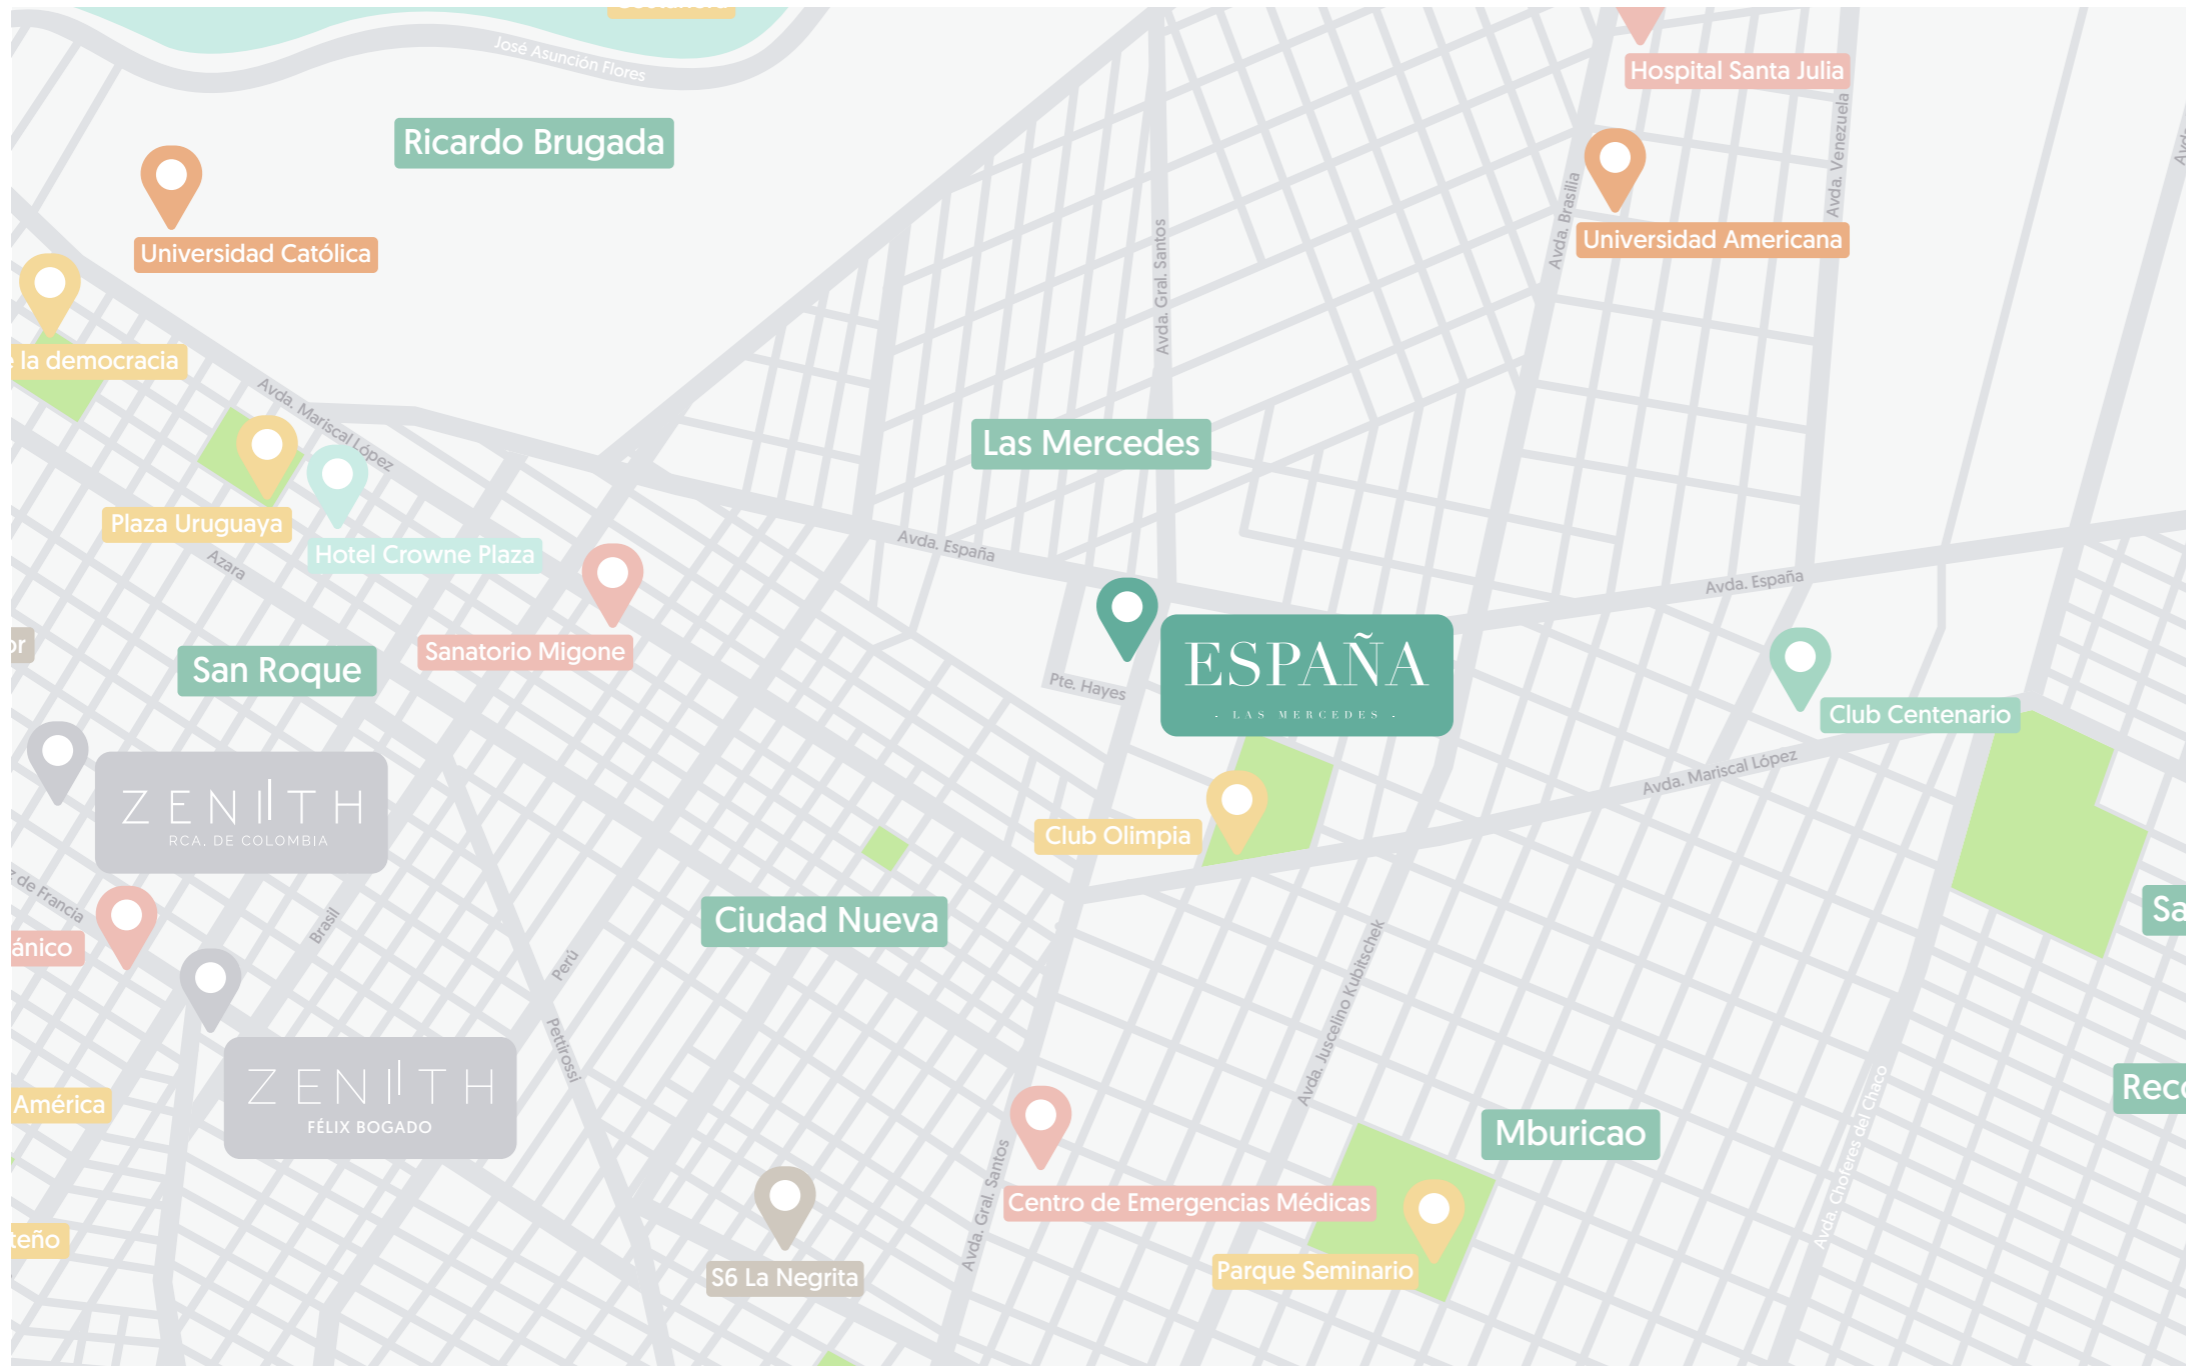 José Asunción Flores
Hospital Santa Julia
Ricardo Brugada
Avda. Venezuela
Avda. Brasilia
Universidad Católica
Universidad Americana
Avda. Gral. Santos
la democracia
Avda. Mariscal López
Las Mercedes
Plaza Uruguaya
Hotel Crowne Plaza
Azara
Avda. España
Avda. España
Sanatorio Migone
San Roque
ESPAÑA
- LAS MERCEDES -
Pte. Hayes
Club Centenario
Avda. Mariscal López
ZENIITH
RCA. DE COLOMBIA
Club Olimpia
de Francia
Ciudad Nueva
Brasil
ánico
Perú
Avda. Juscelino Kubitschek
Pettirossi
ZENIITH
FÉLIX BOGADO
América
Mburicao
Avda. Choferes del Chaco
Avda. Gral. Santos
Centro de Emergencias Médicas
teño
S6 La Negrita
Parque Seminario